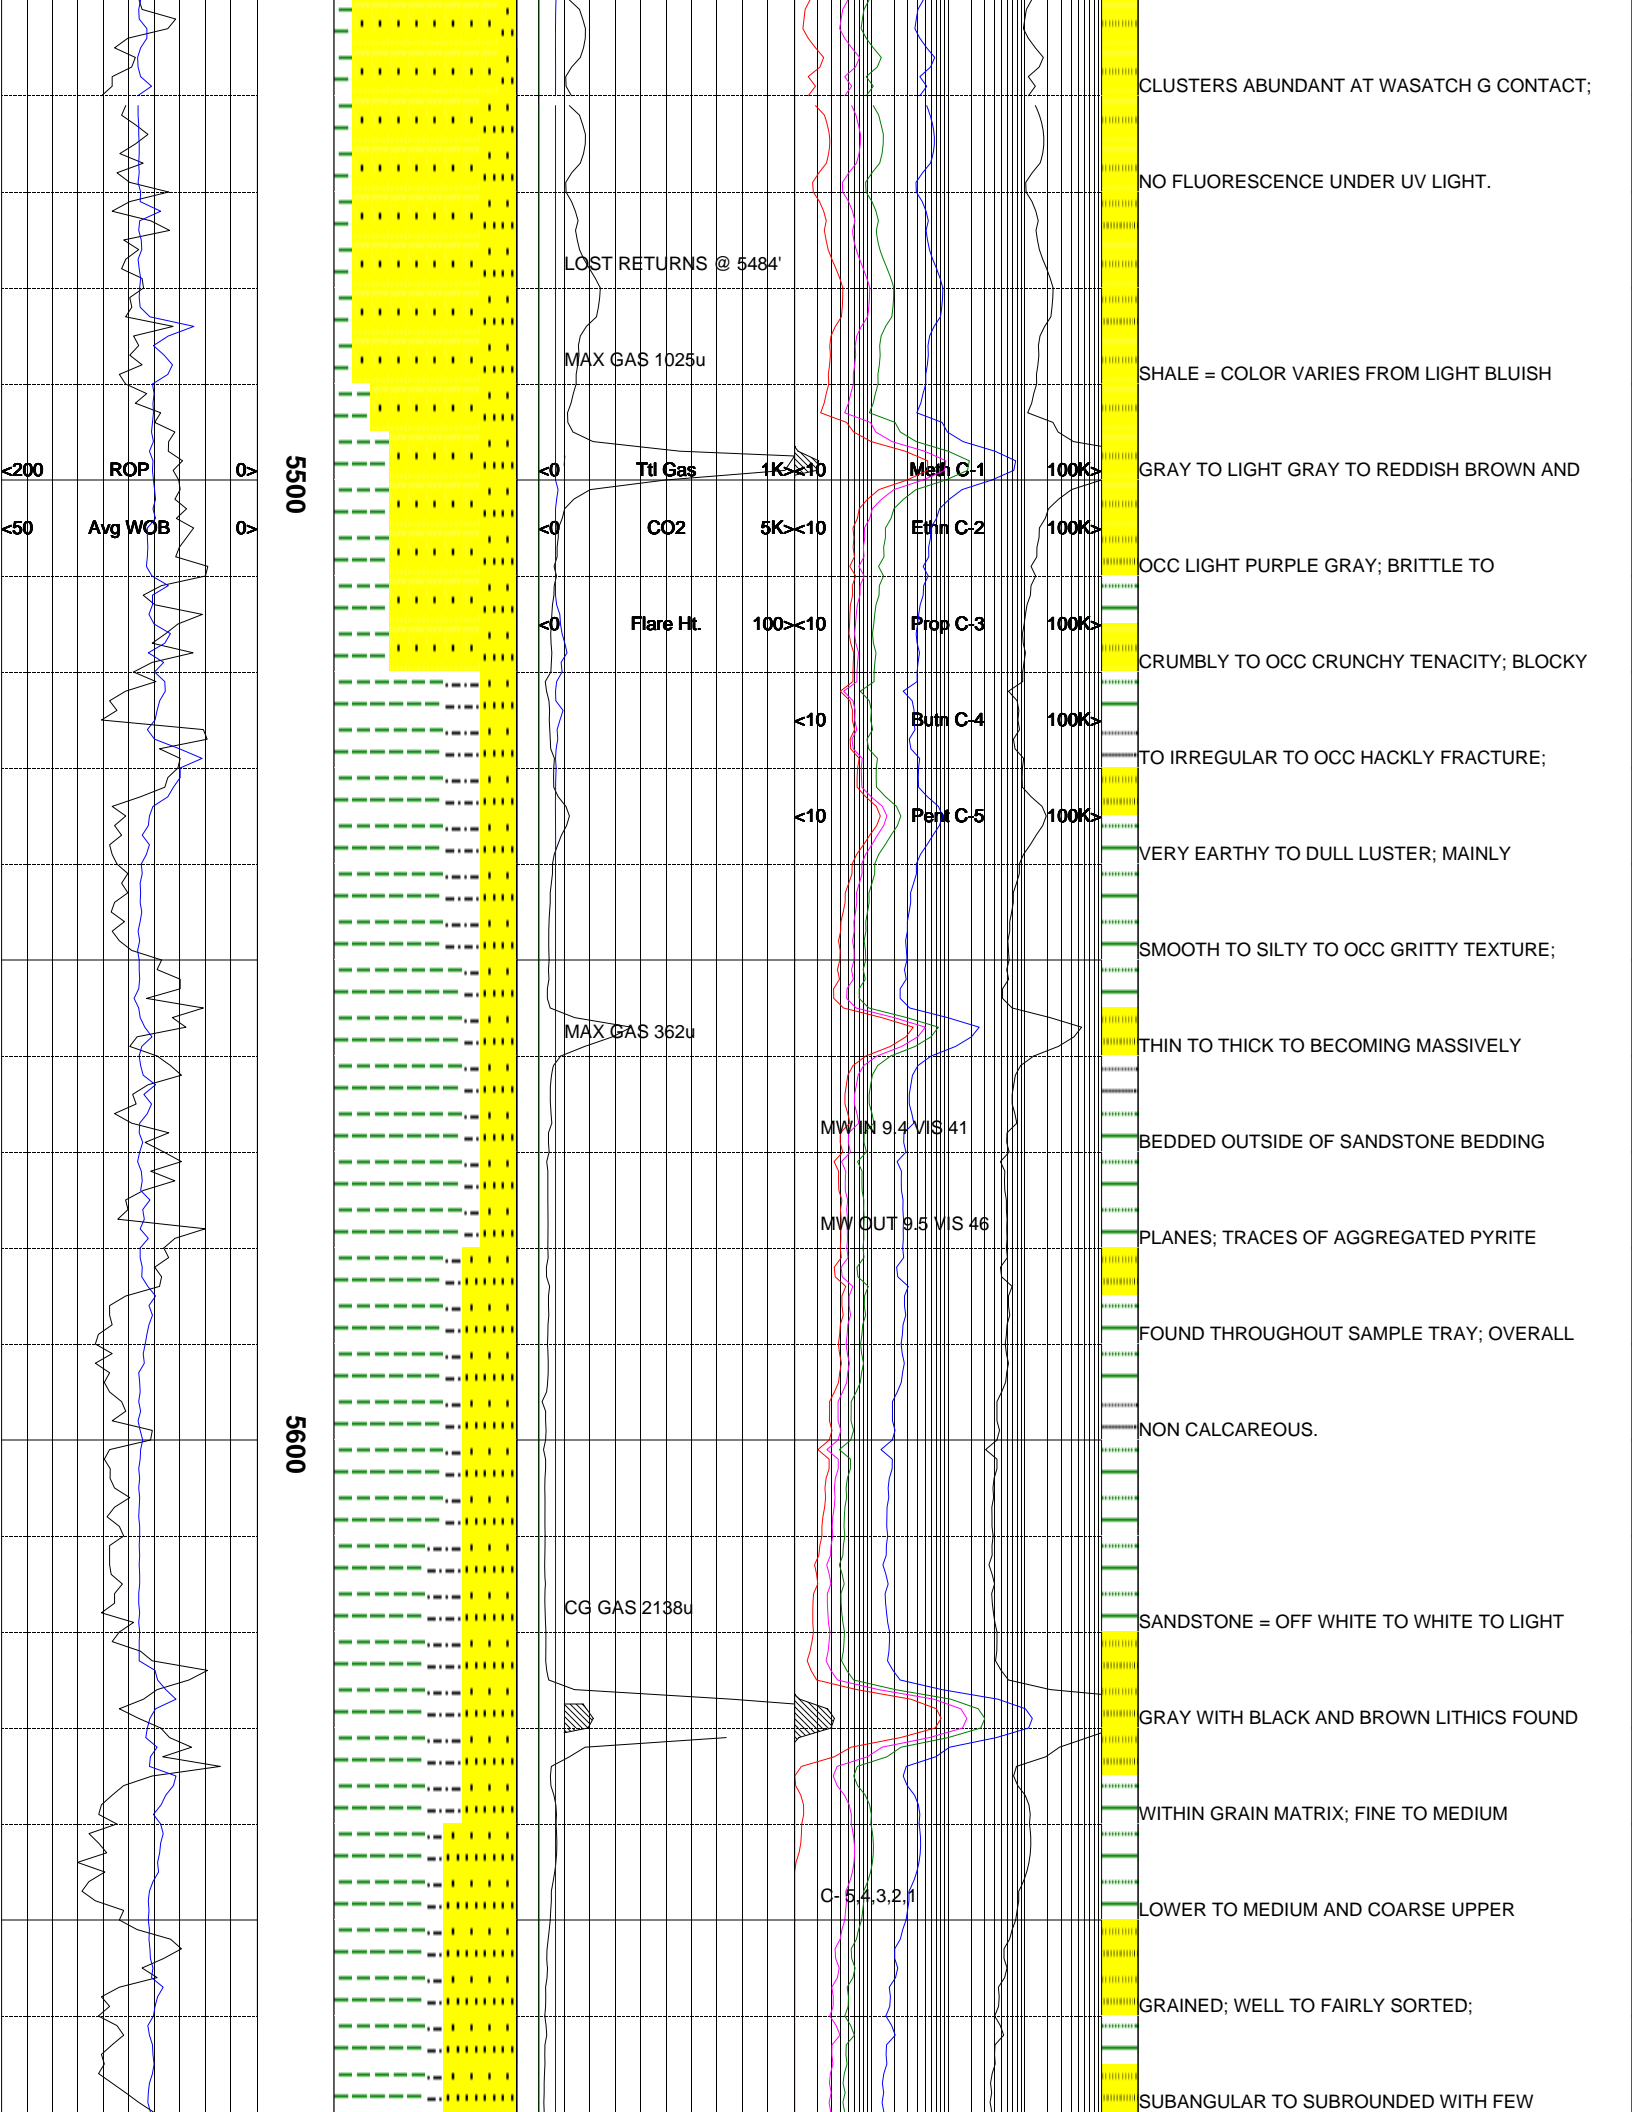 CLUSTERS ABUNDANT AT WASATCH G CONTACT;
NO FLUORESCENCE UNDER UV LIGHT.
LOST RETURNS @ 5484'
MAX GAS 1025u
SHALE = COLOR VARIES FROM LIGHT BLUISH
5500
<200 ROP 0>
<0 Ttl Gas 1K>
<10 Meth C-1 100K>
GRAY TO LIGHT GRAY TO REDDISH BROWN AND
<50 Avg WOB 0>
<0 CO2 5K>
<10 Ethn C-2 100K>
OCC LIGHT PURPLE GRAY; BRITTLE TO
<0 Flare Ht. 100>
<10 Prop C-3 100K>
CRUMBLY TO OCC CRUNCHY TENACITY; BLOCKY
<10 Butn C-4 100K>
TO IRREGULAR TO OCC HACKLY FRACTURE;
<10 Pent C-5 100K>
VERY EARTHY TO DULL LUSTER; MAINLY
SMOOTH TO SILTY TO OCC GRITTY TEXTURE;
MAX GAS 362u
THIN TO THICK TO BECOMING MASSIVELY
MW IN 9.4 VIS 41
BEDDED OUTSIDE OF SANDSTONE BEDDING
MW OUT 9.5 VIS 46
PLANES; TRACES OF AGGREGATED PYRITE
FOUND THROUGHOUT SAMPLE TRAY; OVERALL
5600
NON CALCAREOUS.
CG GAS 2138u
SANDSTONE = OFF WHITE TO WHITE TO LIGHT
GRAY WITH BLACK AND BROWN LITHICS FOUND
WITHIN GRAIN MATRIX; FINE TO MEDIUM
C- 5,4,3,2,1
LOWER TO MEDIUM AND COARSE UPPER
GRAINED; WELL TO FAIRLY SORTED;
SUBANGULAR TO SUBROUNDED WITH FEW